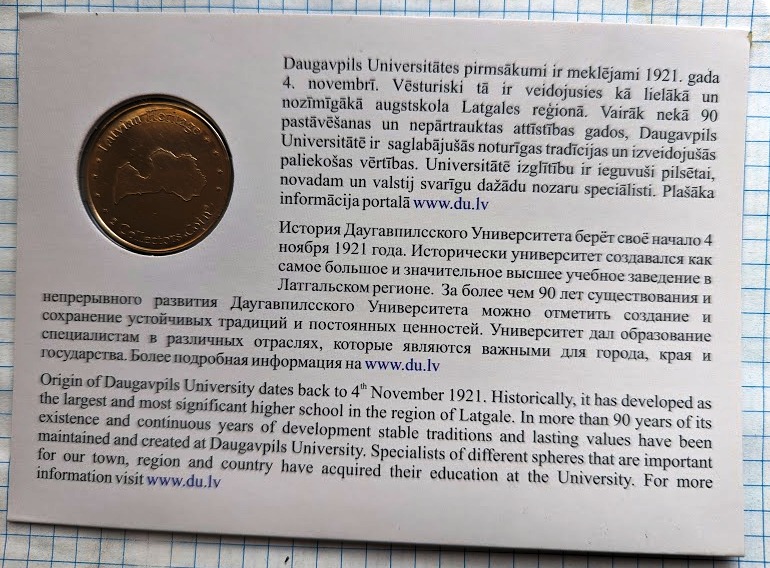 Latvian Heritage
Collectors Coin
Daugavpils Universitātes pirmsākumi ir meklējami 1921. gada
4. novembrī. Vēsturiski tā ir veidojusies kā lielākā un
nozīmīgākā augstskola Latgales reģionā. Vairāk nekā 90
pastāvēšanas un nepārtrauktas attīstības gados, Daugavpils
Universitātē ir saglabājušās noturīgas tradīcijas un izveidojušās
paliekošas vērtības. Universitātē izglītību ir ieguvuši pilsētai,
novadam un valstij svarīgu dažādu nozaru speciālisti. Plašāka
informācija portalā www.du.lv
История Даугавпилсского Университета берёт своё начало 4
ноября 1921 года. Исторически университет создавался как
самое большое и значительное высшее учебное заведение в
Латгальском регионе. За более чем 90 лет существования и
непрерывного развития Даугавпилсского Университета можно отметить создание и
сохранение устойчивых традиций и постоянных ценностей. Университет дал образование
специалистам в различных отраслях, которые являются важными для города, края и
государства. Более подробная информация на www.du.lv
Origin of Daugavpils University dates back to 4th November 1921. Historically, it has developed as
the largest and most significant higher school in the region of Latgale. In more than 90 years of its
existence and continuous years of development stable traditions and lasting values have been
maintained and created at Daugavpils University. Specialists of different spheres that are important
for our town, region and country have acquired their education at the University. For more
information visit www.du.lv